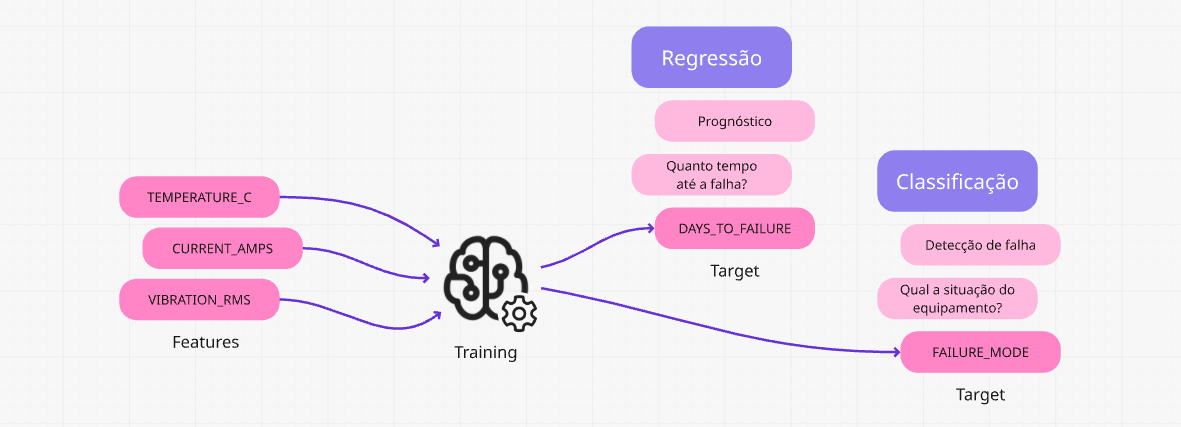 Regressão
Prognóstico
Quanto tempo
até a falha?
DAYS_TO_FAILURE
Target
Classificação
Detecção de falha
Qual a situação do
equipamento?
FAILURE_MODE
Target
TEMPERATURE_C
CURRENT_AMPS
VIBRATION_RMS
Features
Training